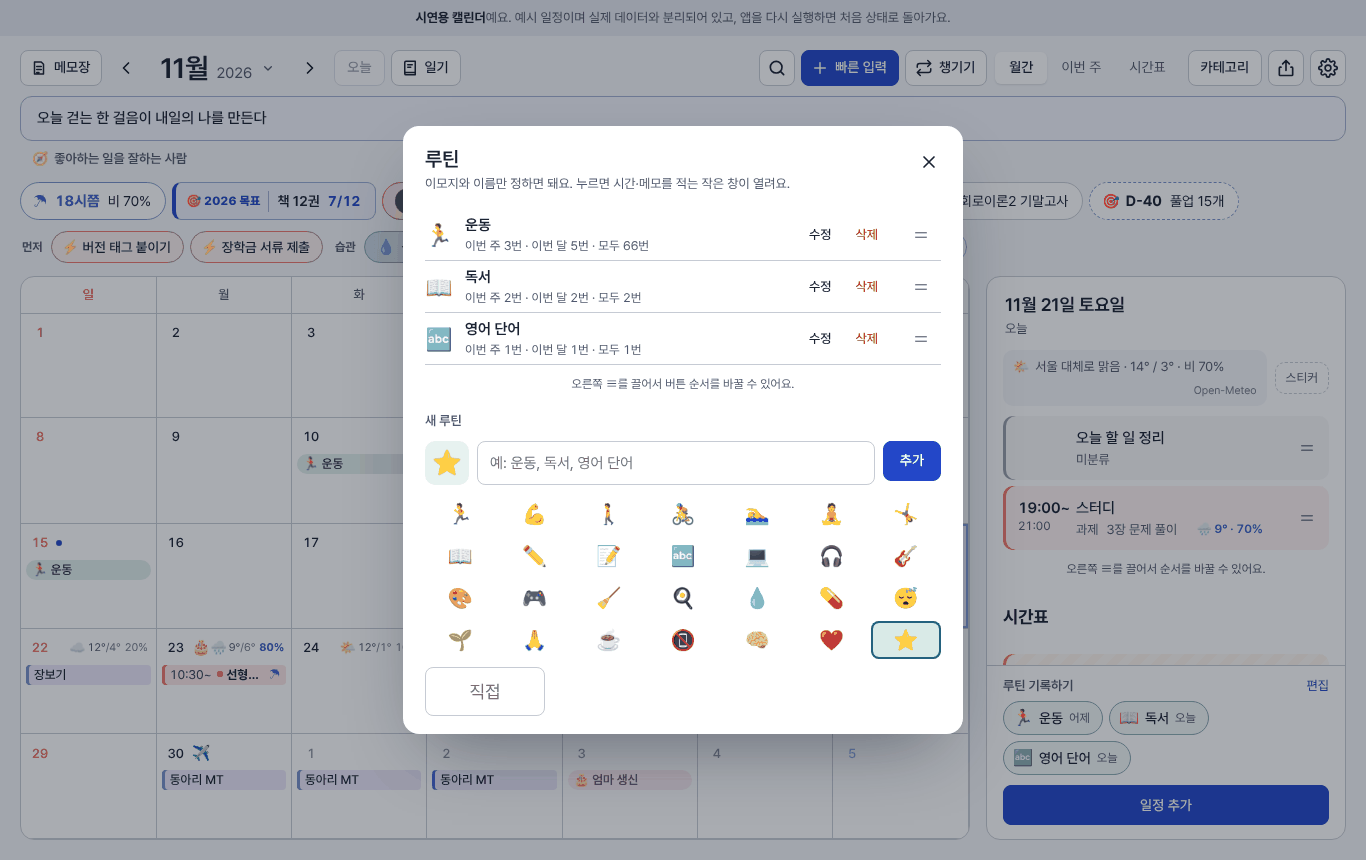 시연용 캘린더예요. 예시 일정이며 실제 데이터와 분리되어 있고, 앱을 다시 실행하면 처음 상태로 돌아가요.
메모장 11월 2026 오늘 일기 빠른 입력 챙기기 월간 이번 주 시간표 카테고리
오늘 걷는 한 걸음이 내일의 나를 만든다
좋아하는 일을 잘하는 사람
18시쯤 비 70% 2026 목표 책 12권 7/12 회로이론2 기말고사 D-40 풀업 15개
먼저 버전 태그 붙이기 장학금 서류 제출 습관
루틴
이모지와 이름만 정하면 돼요. 누르면 시간·메모를 적는 작은 창이 열려요.
운동 수정 삭제
이번 주 3번 · 이번 달 5번 · 모두 66번
독서 수정 삭제
이번 주 2번 · 이번 달 2번 · 모두 2번
영어 단어 수정 삭제
이번 주 1번 · 이번 달 1번 · 모두 1번
오른쪽 ≡를 끌어서 버튼 순서를 바꿀 수 있어요.
새 루틴
예: 운동, 독서, 영어 단어 추가
abc
직접
일 월 화
1 2 3
8 9 10
운동
15 16 17
운동
22 12°/4° 20% 23 9°/6° 80% 24 12°/1°
장보기 10:30~ 선형...
29 30 1 2 3 4 5
동아리 MT 동아리 MT 동아리 MT 엄마 생신
11월 21일 토요일
오늘
서울 대체로 맑음 · 14° / 3° · 비 70%
Open-Meteo
스티커
오늘 할 일 정리
미분류
19:00~ 스터디
21:00 과제 3장 문제 풀이 9° · 70%
오른쪽 ≡를 끌어서 순서를 바꿀 수 있어요.
시간표
루틴 기록하기 편집
운동 어제 독서 오늘
영어 단어 오늘
일정 추가